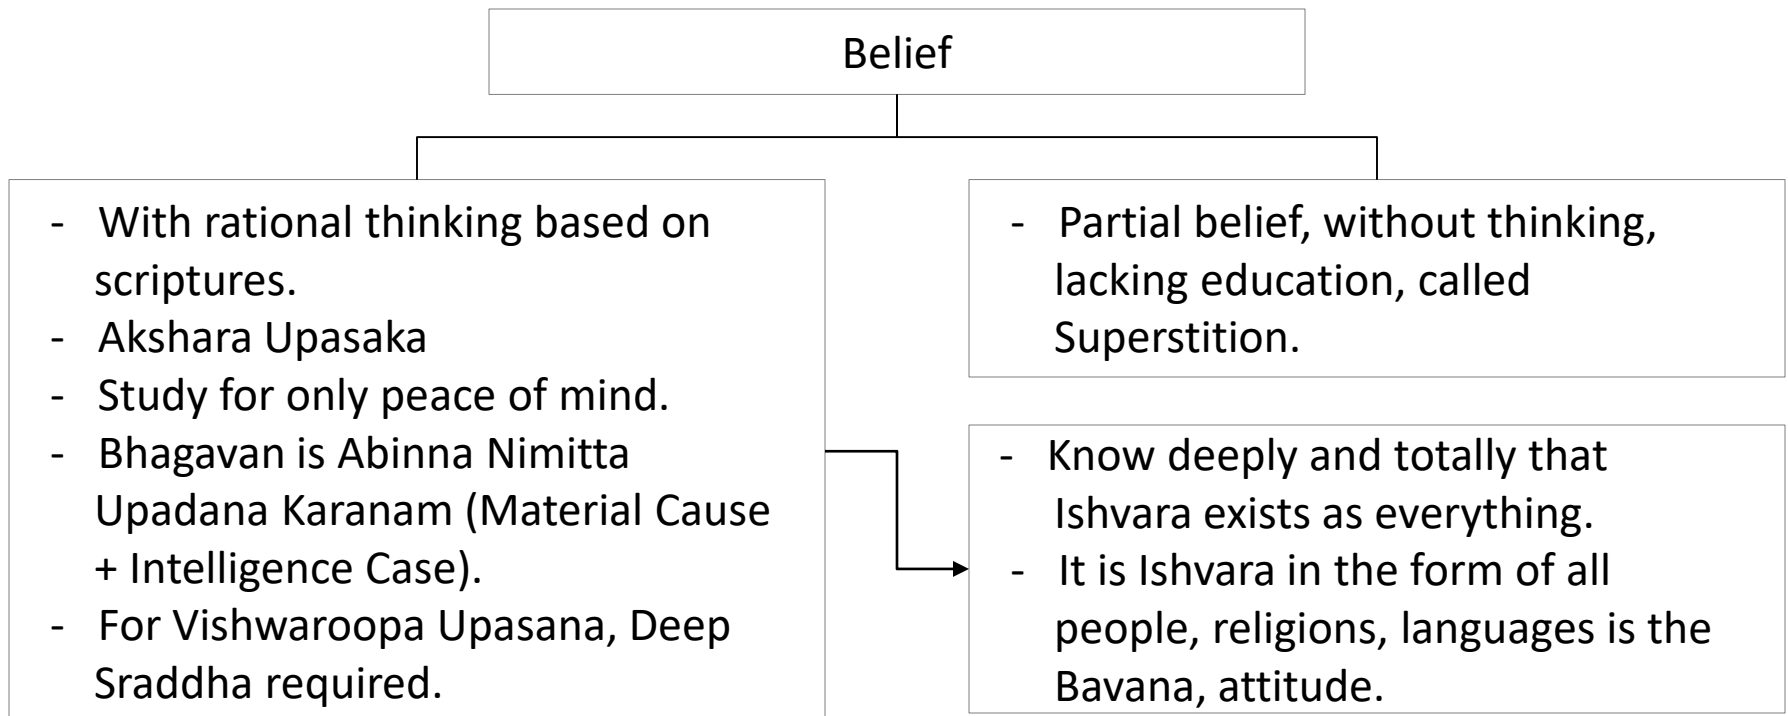 Belief
- With rational thinking based on
scriptures.
- Akshara Upasaka
- Study for only peace of mind.
- Bhagavan is Abinna Nimitta
Upadana Karanam (Material Cause
+ Intelligence Case).
- For Vishwaroopa Upasana, Deep
Sraddha required.
- Partial belief, without thinking,
lacking education, called
Superstition.
- Know deeply and totally that
Ishvara exists as everything.
- It is Ishvara in the form of all
people, religions, languages is the
Bavana, attitude.